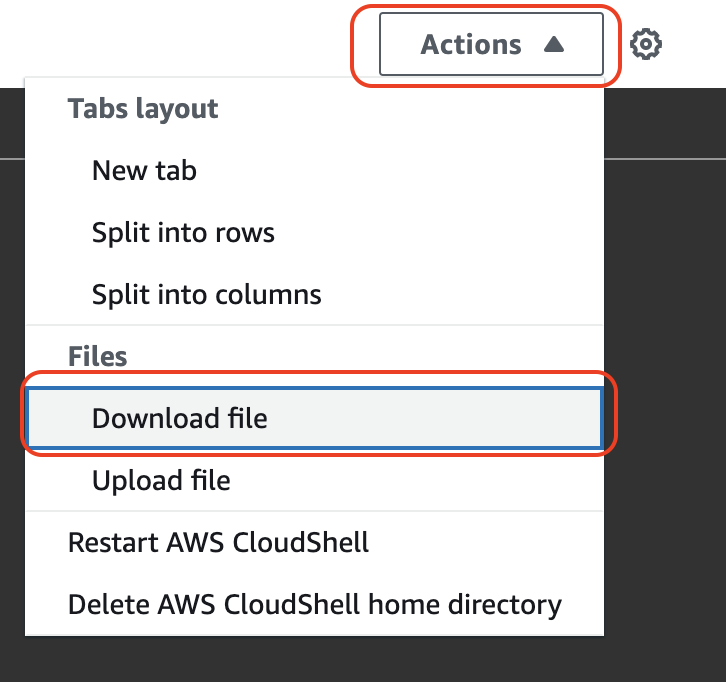 Actions
Tabs layout
New tab
Split into rows
Split into columns
Files
Download file
Upload file
Restart AWS CloudShell
Delete AWS CloudShell home directory